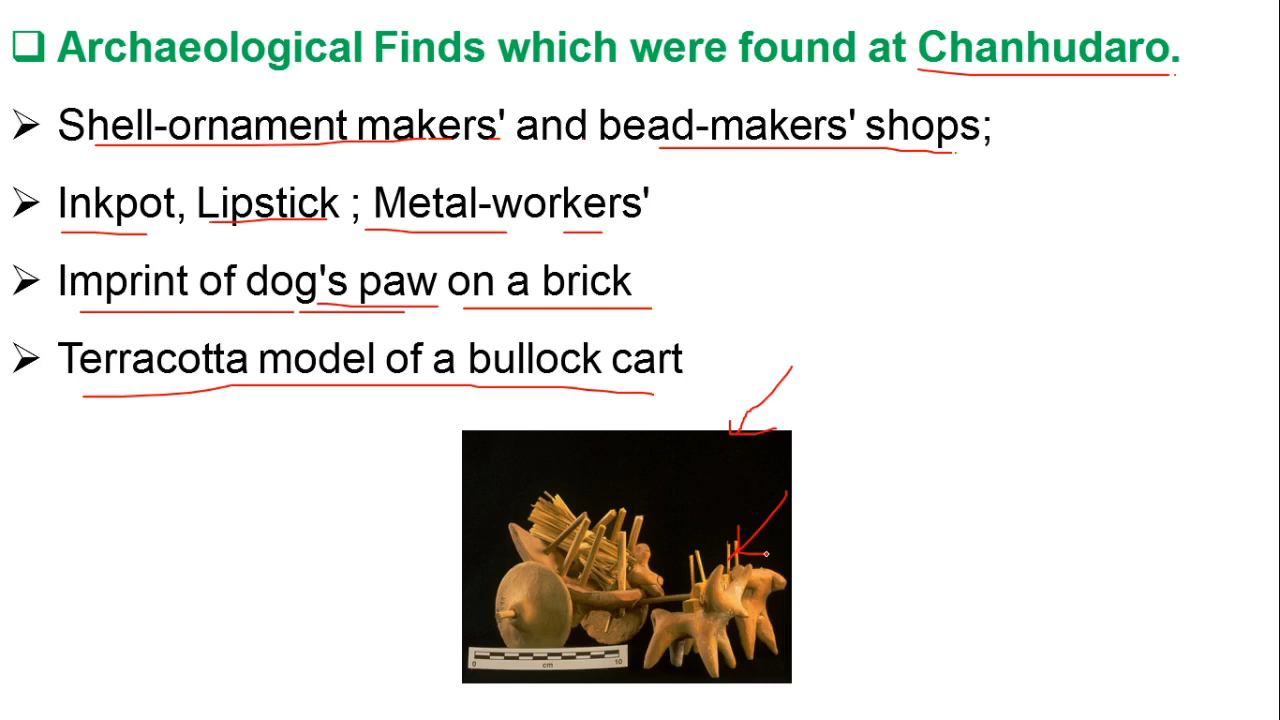 ❑ Archaeological Finds which were found at Chanhudaro.
➢ Shell-ornament makers' and bead-makers' shops;
➢ Inkpot, Lipstick ; Metal-workers'
➢ Imprint of dog's paw on a brick
➢ Terracotta model of a bullock cart
0 cm 10